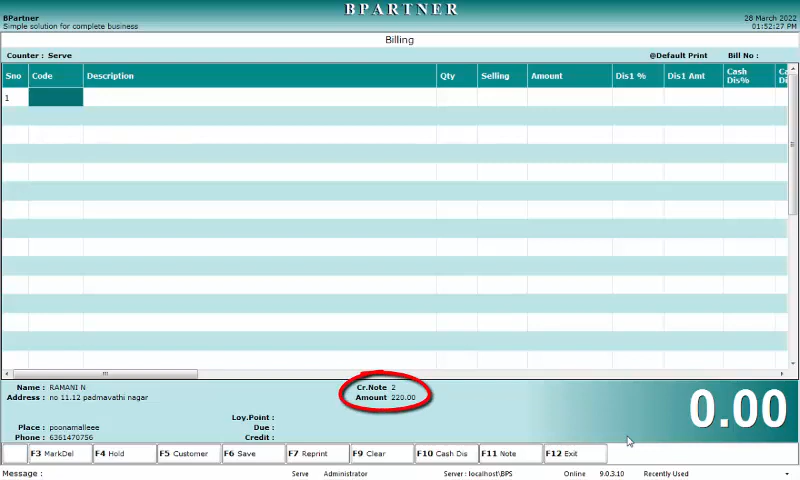 BPARTNER
BPartner
Simple solution for complete business
28 March 2022
01:52:27 PM
Billing
Counter : Serve
@Default Print
Bill No :
Sno Code Description Qty Selling Amount Dis1 % Dis1 Amt Cash Dis%
1
Name : RAMANI N
Address : no 11.12 padmavathi nagar
Cr.Note 2
Amount 220.00
0.00
Loy.Point :
Place : poonamalleee
Due :
Phone : 6361470756
Credit :
F3 MarkDel F4 Hold F5 Customer F6 Save F7 Reprint F9 Clear F10 Cash Dis F11 Note F12 Exit
Message :
Serve Administrator Server : localhost\BPS Online 9.0.3.10 Recently Used